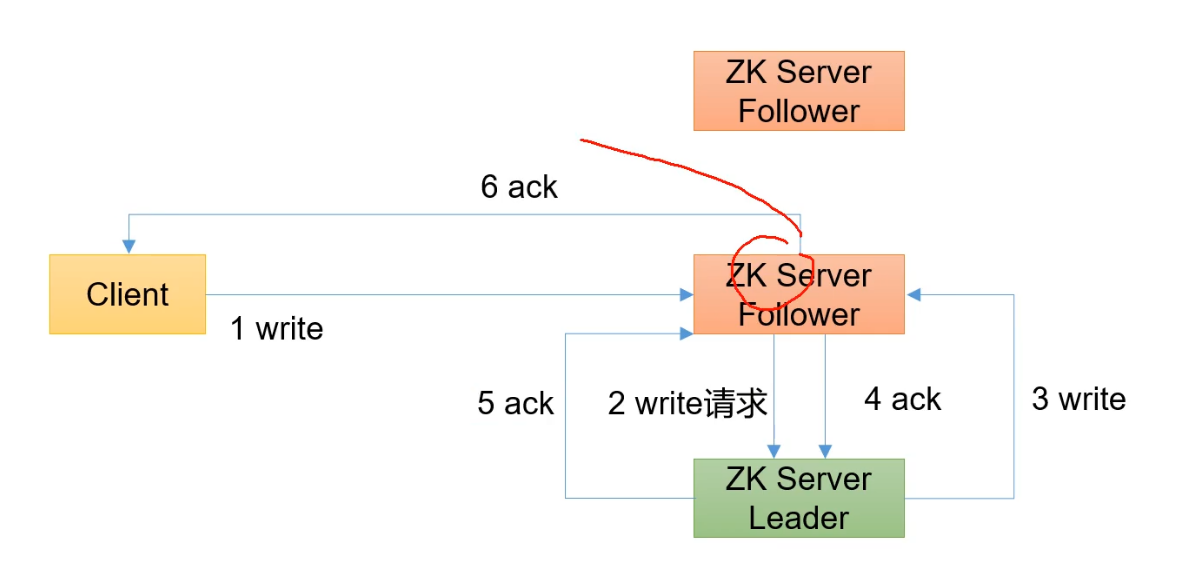 ZK Server
Follower
6 ack
Client
1 write
ZK Server
Follower
5 ack
2 write请求
4 ack
3 write
ZK Server
Leader